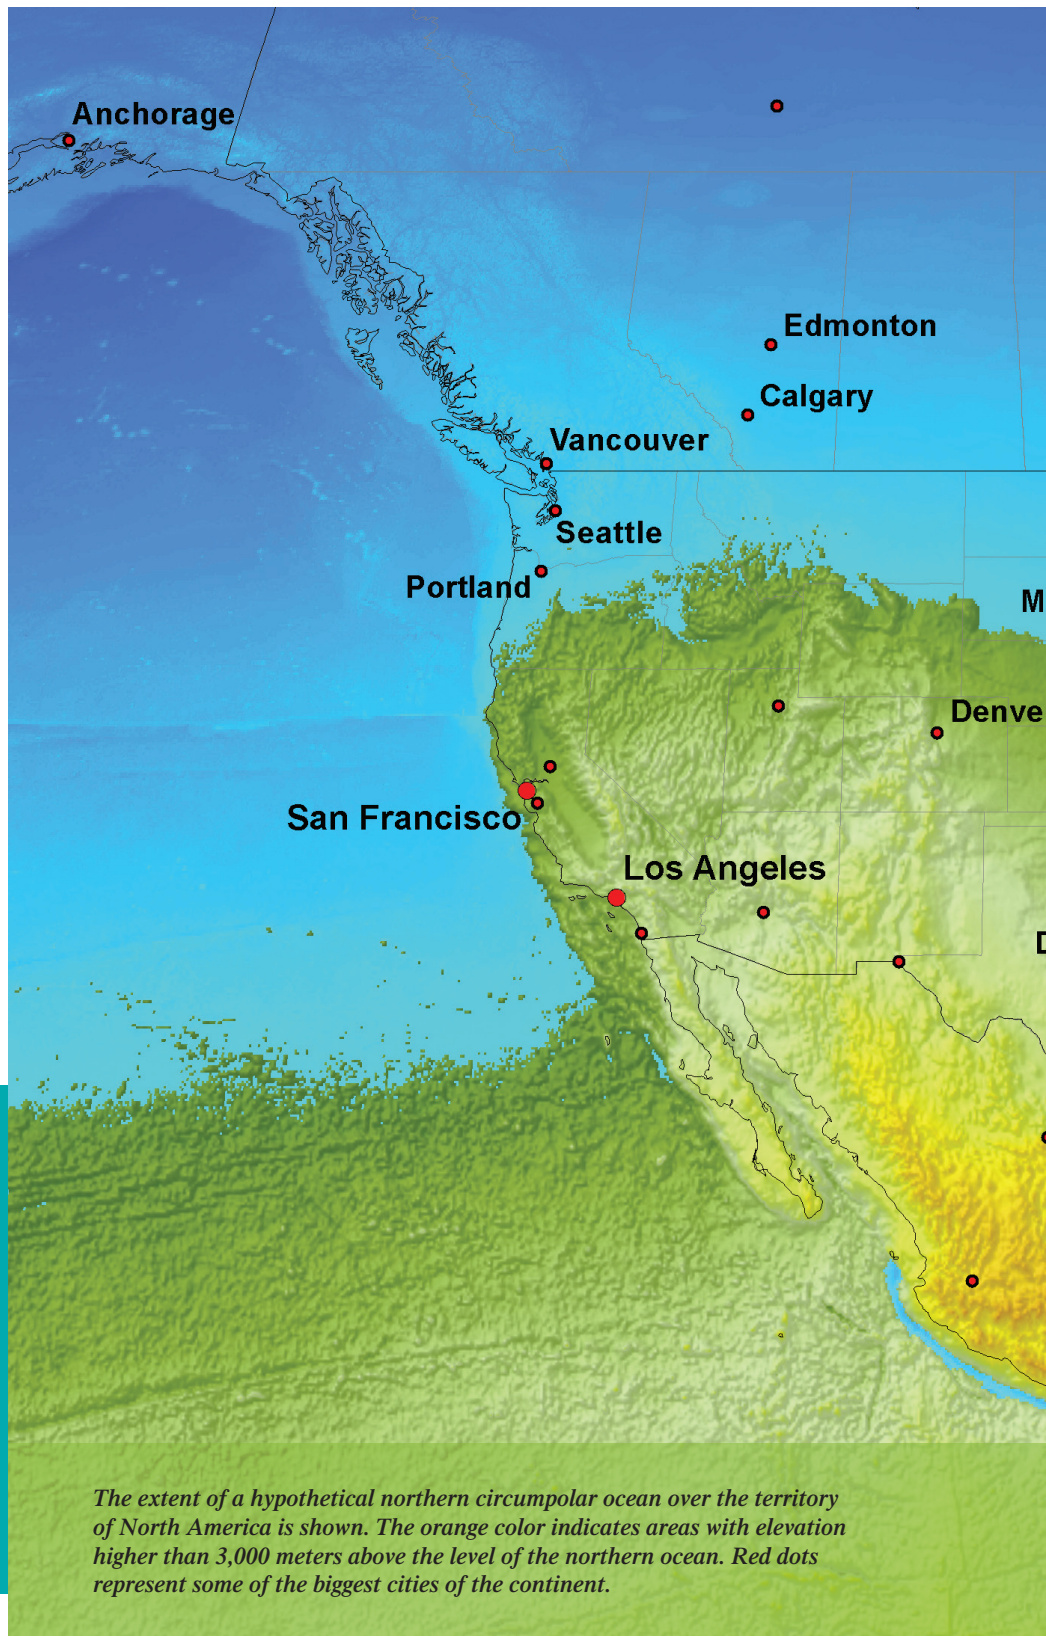 Anchorage
Edmonton
Calgary
Vancouver
Seattle
Portland
M
Denve
San Francisco
Los Angeles
D
The extent of a hypothetical northern circumpolar ocean over the territory
of North America is shown. The orange color indicates areas with elevation
higher than 3,000 meters above the level of the northern ocean. Red dots
represent some of the biggest cities of the continent.